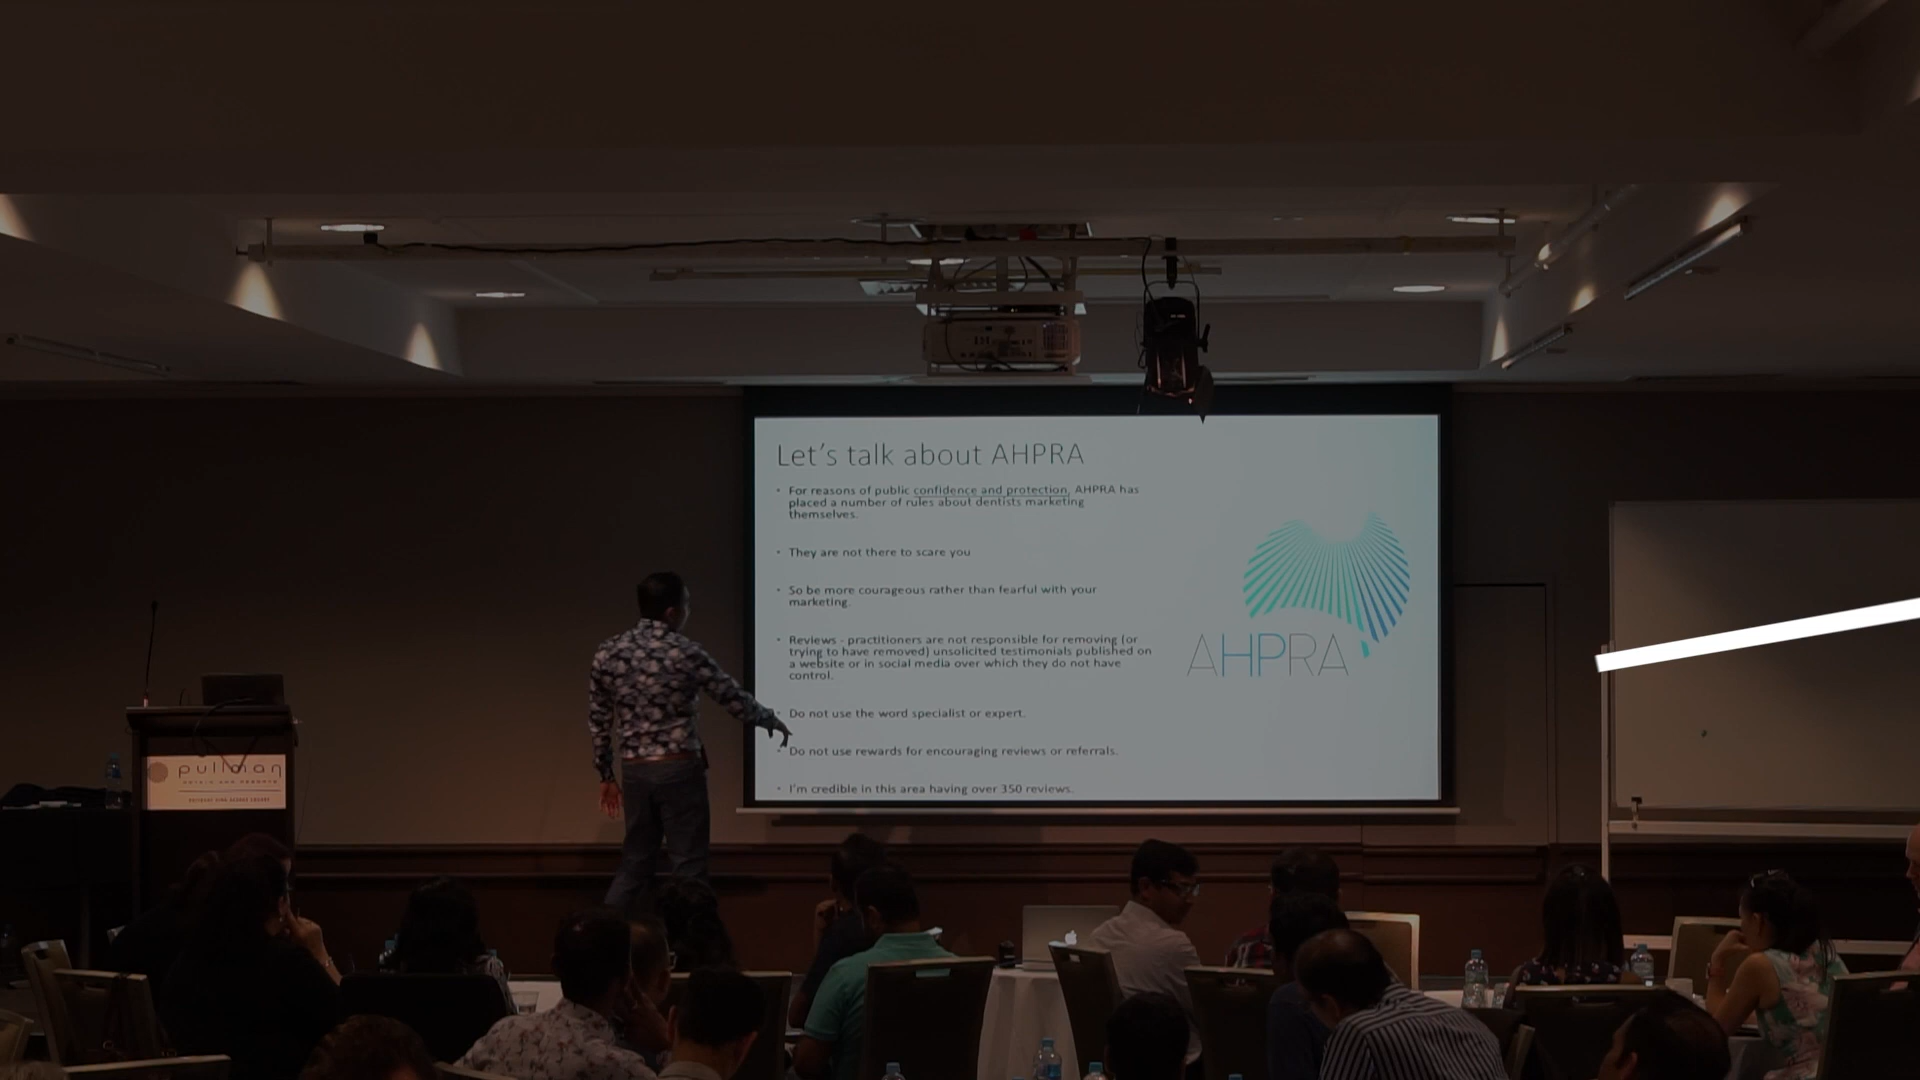 Let's talk about AHPRA
• For reasons of public confidence and protection, AHPRA has
placed a number of rules about dentists marketing
themselves.
• They are not there to scare you
• So be more courageous rather than fearful with your
marketing.
• Reviews - practitioners are not responsible for removing (or
trying to have removed) unsolicited testimonials published on
a website or in social media over which they do not have
control.
• Do not use the word specialist or expert.
• Do not use rewards for encouraging reviews or referrals.
• I'm credible in this area having over 350 reviews.
AHPRA
pullman
HOTELS AND RESORTS